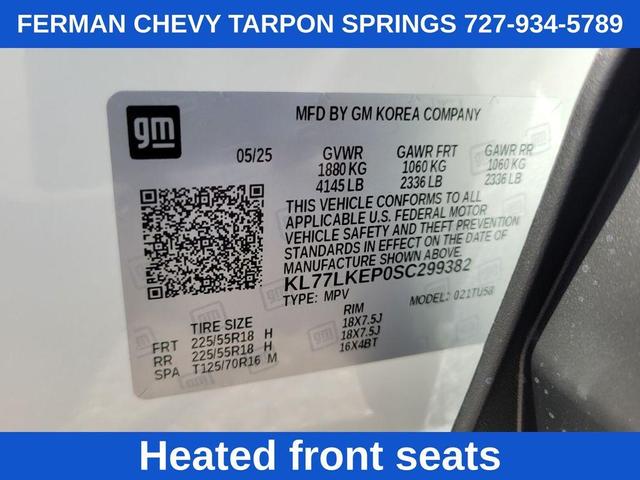 FERMAN CHEVY TARPON SPRINGS 727-934-5789
gm
MFD BY GM KOREA COMPANY
05/25 GVWR GAWR FRT GAWR RR
1880 KG 1060 KG 1060 KG
4145 LB 2336 LB 2336 LB
THIS VEHICLE CONFORMS TO ALL
APPLICABLE U.S. FEDERAL MOTOR
VEHICLE SAFETY AND THEFT PREVENTION
STANDARDS IN EFFECT ON THE DATE OF
MANUFACTURE SHOWN ABOVE.
KL77LKEP0SC299382
TYPE: MPV MODEL: 021TU58
TIRE SIZE RIM
FRT 225/55R18 H 18X7.5J
RR 225/55R18 H 18X7.5J
SPA T125/70R16 M 16X4BT
Heated front seats